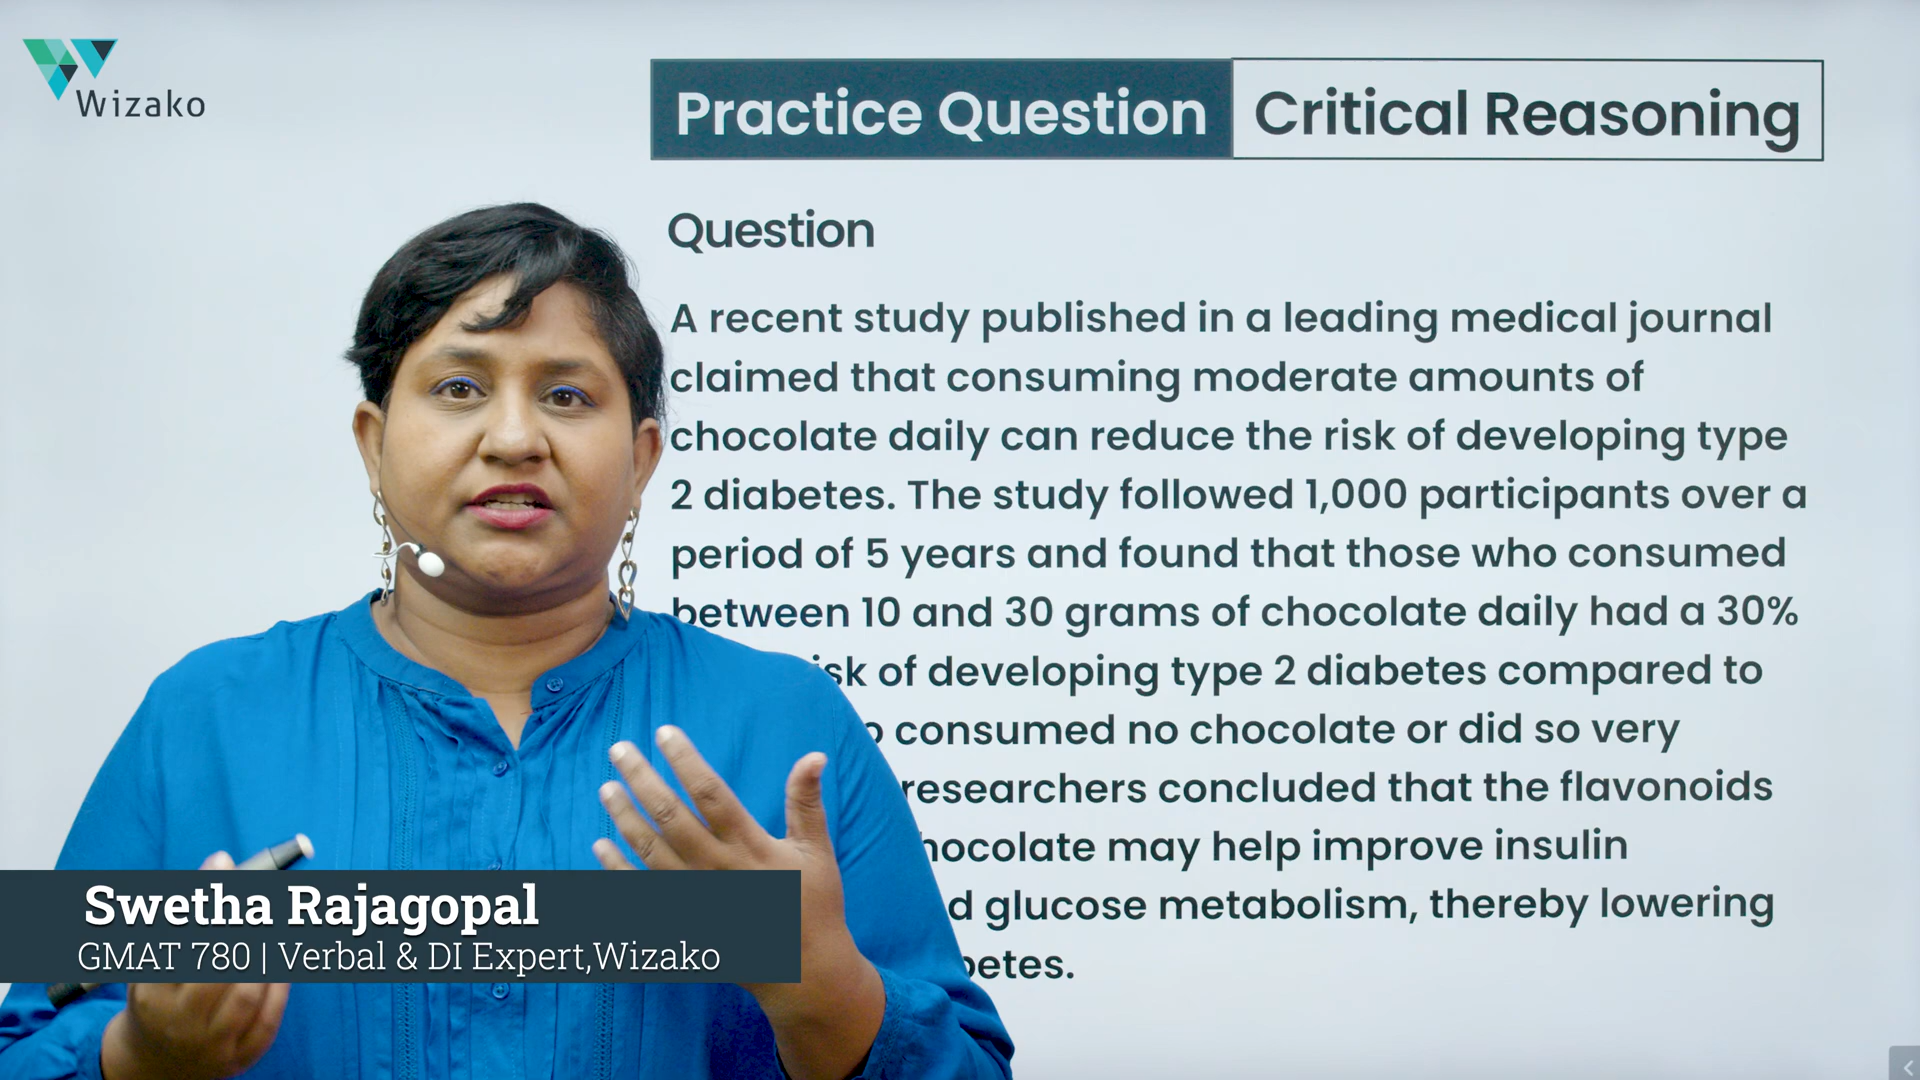 Wizako
Practice Question Critical Reasoning
Question
A recent study published in a leading medical journal
claimed that consuming moderate amounts of
chocolate daily can reduce the risk of developing type
2 diabetes. The study followed 1,000 participants over a
period of 5 years and found that those who consumed
between 10 and 30 grams of chocolate daily had a 30%
of developing type 2 diabetes compared to
consumed no chocolate or did so very
researchers concluded that the flavonoids
may help improve insulin
glucose metabolism, thereby lowering
Swetha Rajagopal
GMAT 780 | Verbal & DI Expert,Wizako